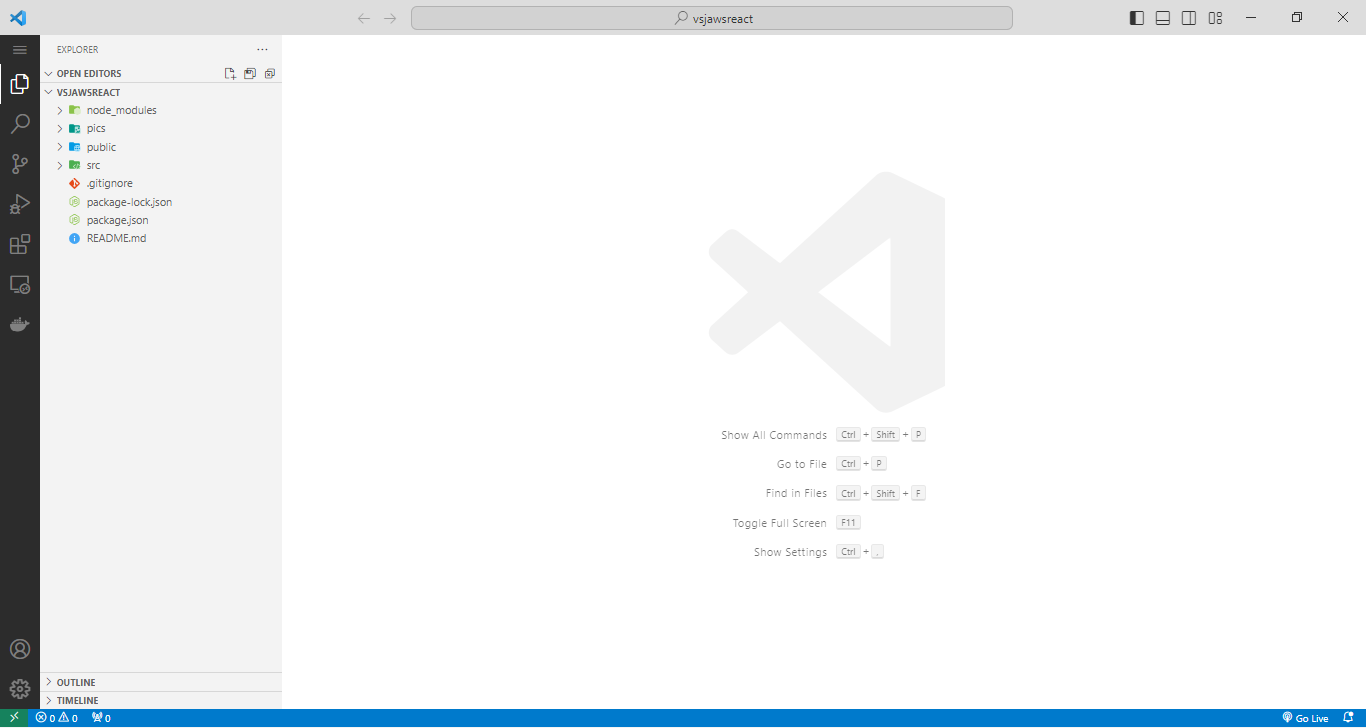 vsjawsreact
EXPLORER
OPEN EDITORS
VSJAWSREACT
node_modules
pics
public
src
.gitignore
package-lock.json
package.json
README.md
Show All Commands Ctrl + Shift + P
Go to File Ctrl + P
Find in Files Ctrl + Shift + F
Toggle Full Screen F11
Show Settings Ctrl + ,
OUTLINE
TIMELINE
0 0 0 Go Live